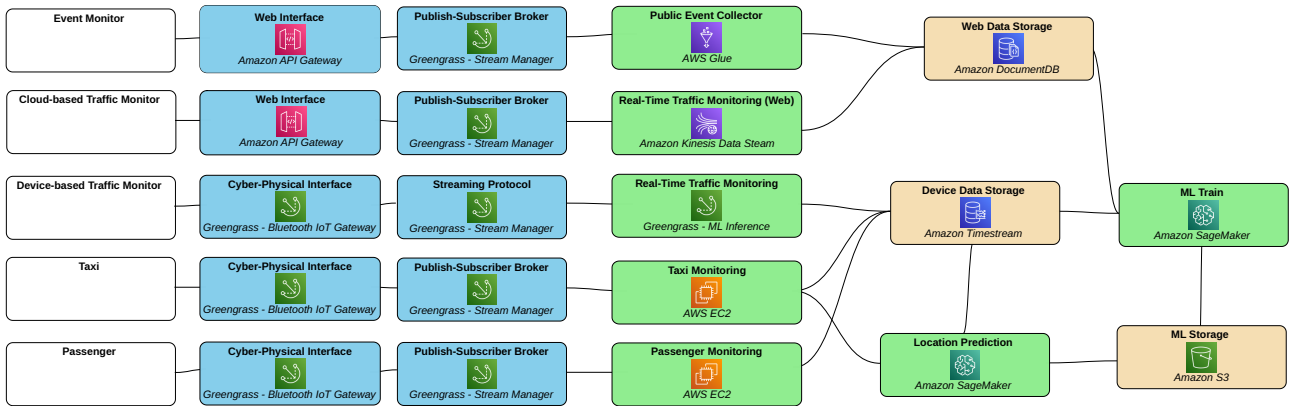 Event Monitor
Web Interface
Amazon API Gateway
Publish-Subscriber Broker
Greengrass - Stream Manager
Public Event Collector
AWS Glue
Web Data Storage
Amazon DocumentDB
Cloud-based Traffic Monitor
Web Interface
Amazon API Gateway
Publish-Subscriber Broker
Greengrass - Stream Manager
Real-Time Traffic Monitoring (Web)
Amazon Kinesis Data Steam
Device-based Traffic Monitor
Cyber-Physical Interface
Greengrass - Bluetooth IoT Gateway
Streaming Protocol
Greengrass - Stream Manager
Real-Time Traffic Monitoring
Greengrass - ML Inference
Device Data Storage
Amazon Timestream
ML Train
Amazon SageMaker
Taxi
Cyber-Physical Interface
Greengrass - Bluetooth IoT Gateway
Publish-Subscriber Broker
Greengrass - Stream Manager
Taxi Monitoring
AWS EC2
Passenger
Cyber-Physical Interface
Greengrass - Bluetooth IoT Gateway
Publish-Subscriber Broker
Greengrass - Stream Manager
Passenger Monitoring
AWS EC2
Location Prediction
Amazon SageMaker
ML Storage
Amazon S3